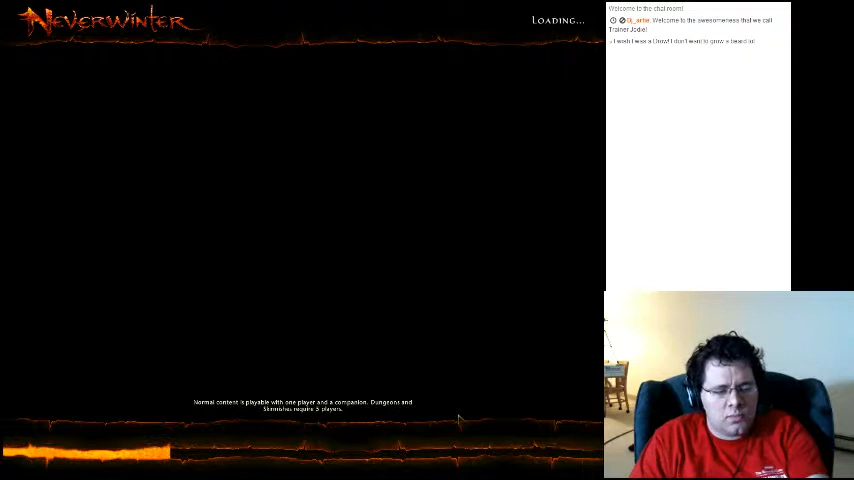 NEVERWINTER
LOADING...
Welcome to the chat room!
Dj_arlie: Welcome to the awesomeness that we call
Trainer Jodie!
I wish I was a Drow! I don't want to grow a beard lol
Normal content is playable with one player and a companion. Dungeons and
Skirmishes require 5 players.